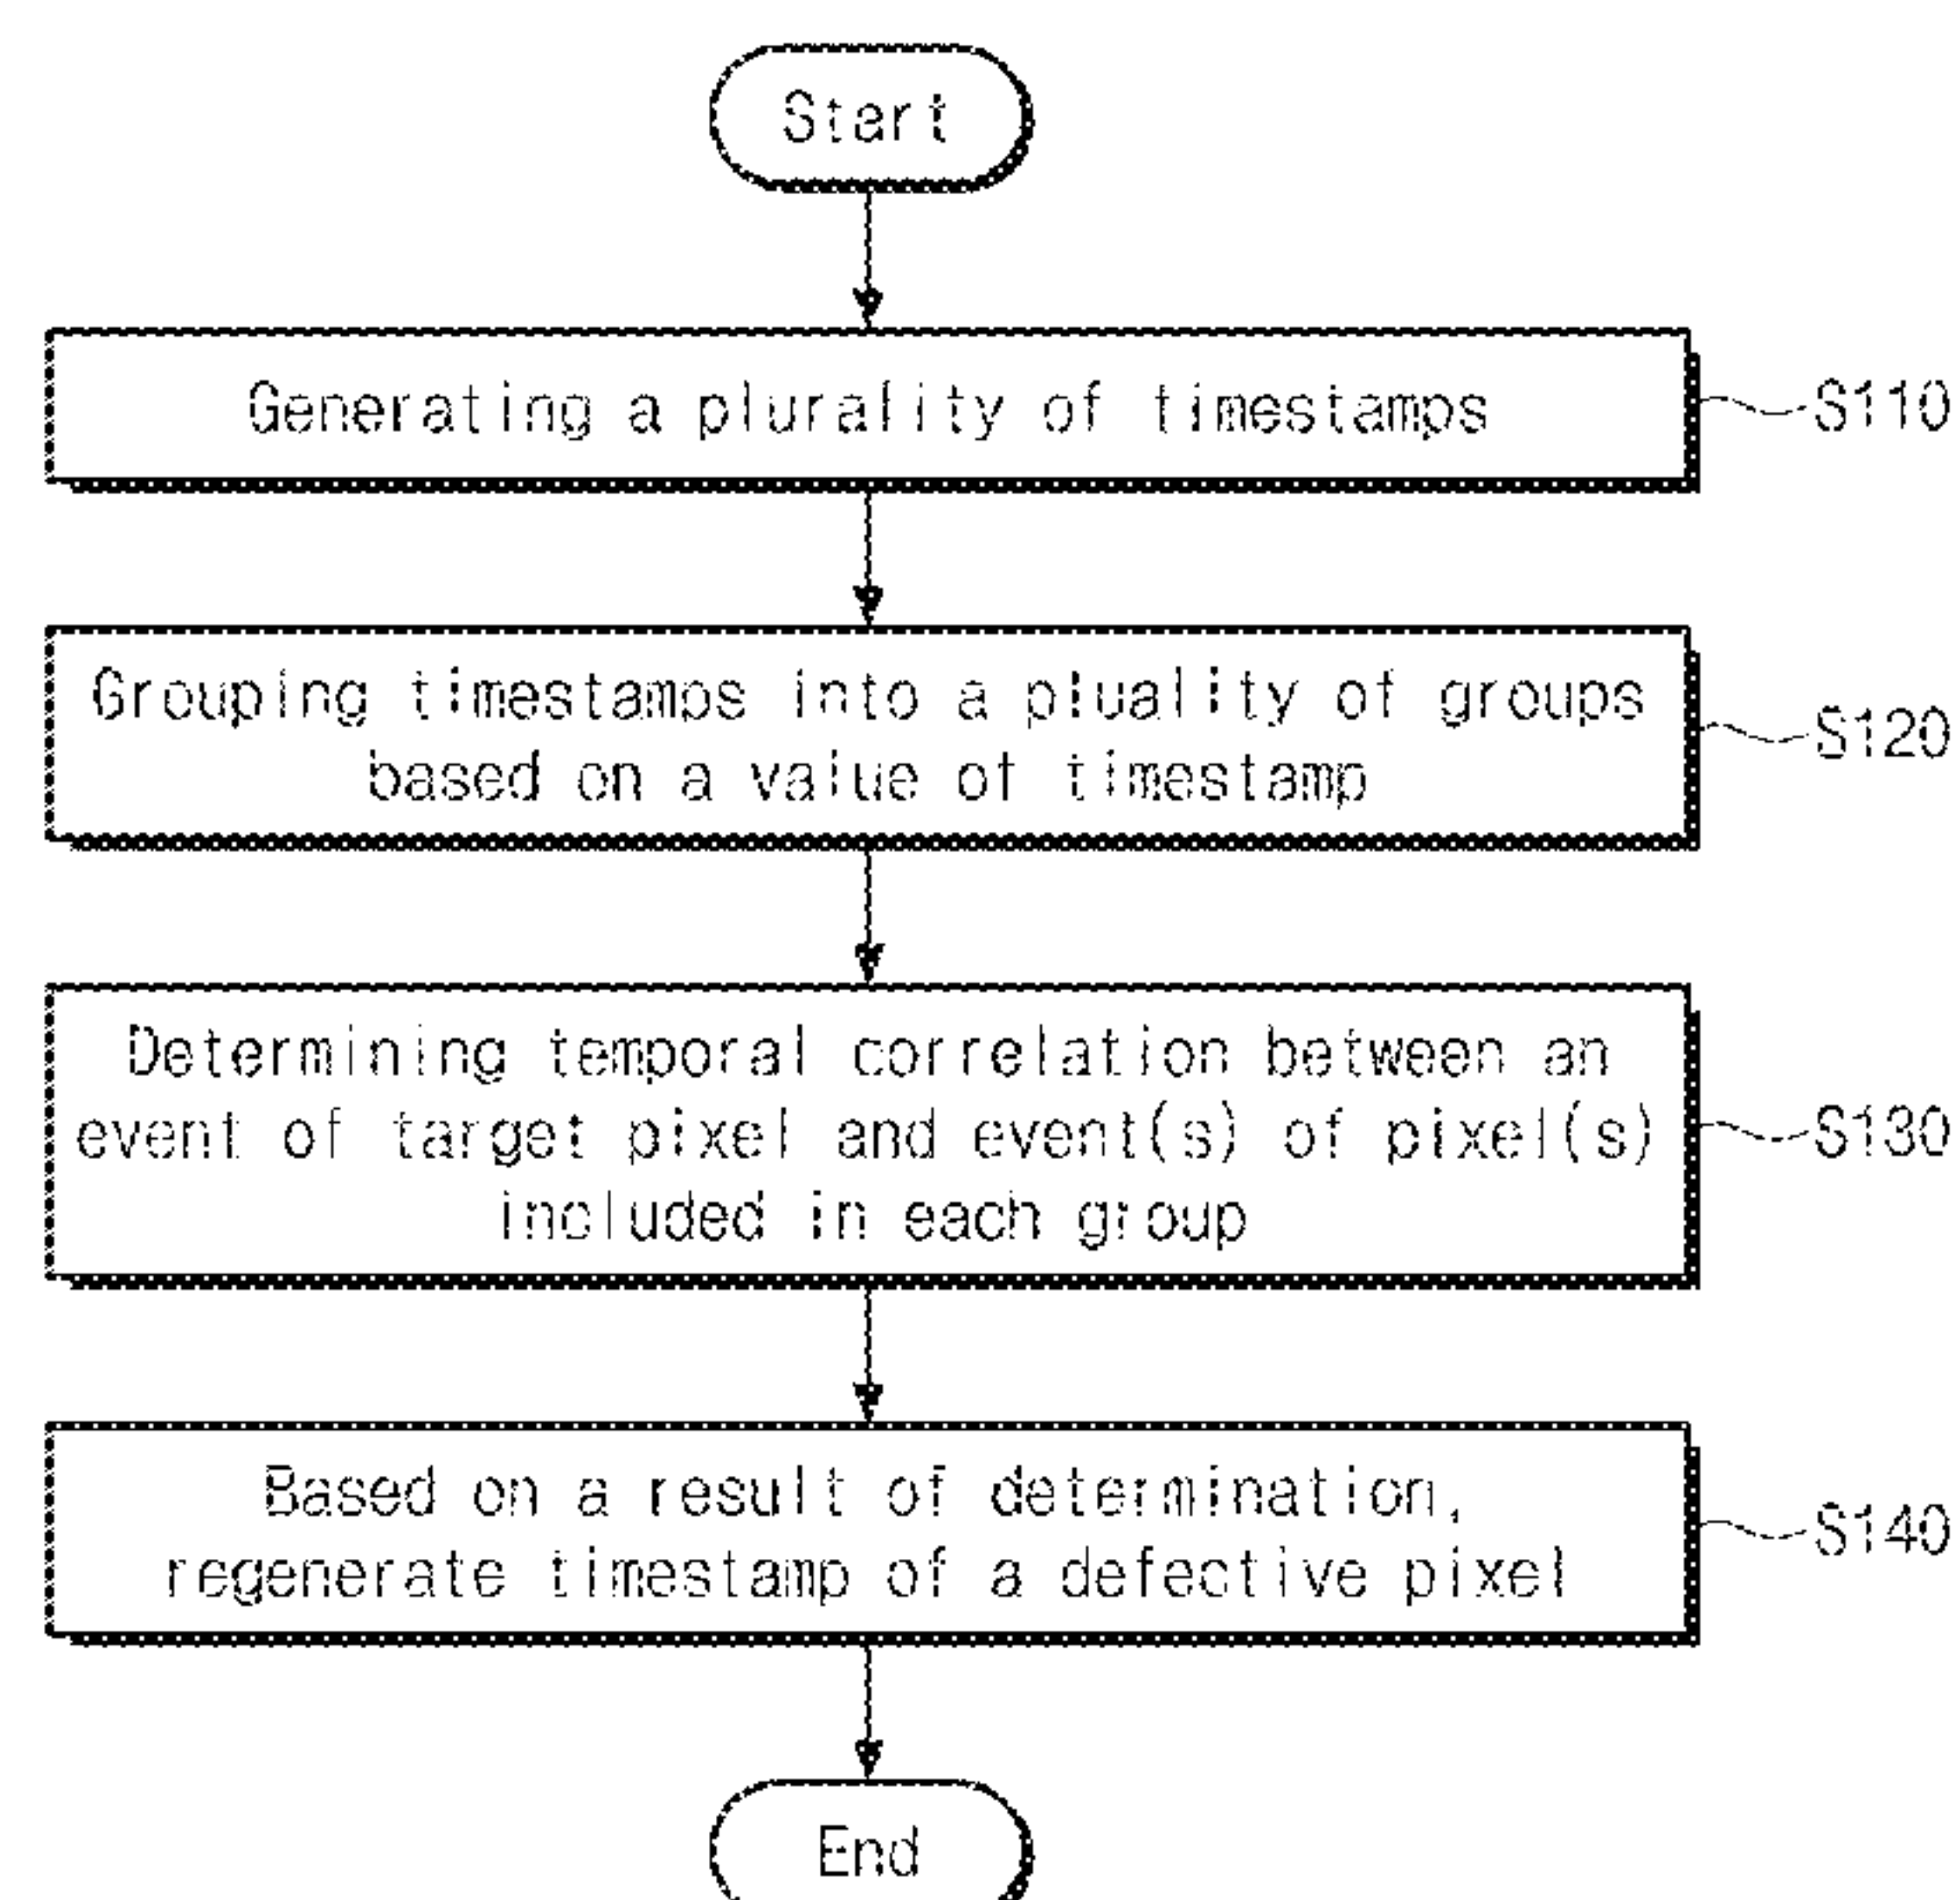 Start
Generating a plurality of timestamps
S110
Grouping timestamps into a pluality of groups
based on a value of timestamp
S120
Determining temporal correlation between an
event of target pixel and event(s) of pixel(s)
included in each group
S130
Based on a result of determination,
regenerate timestamp of a defective pixel
S140
End